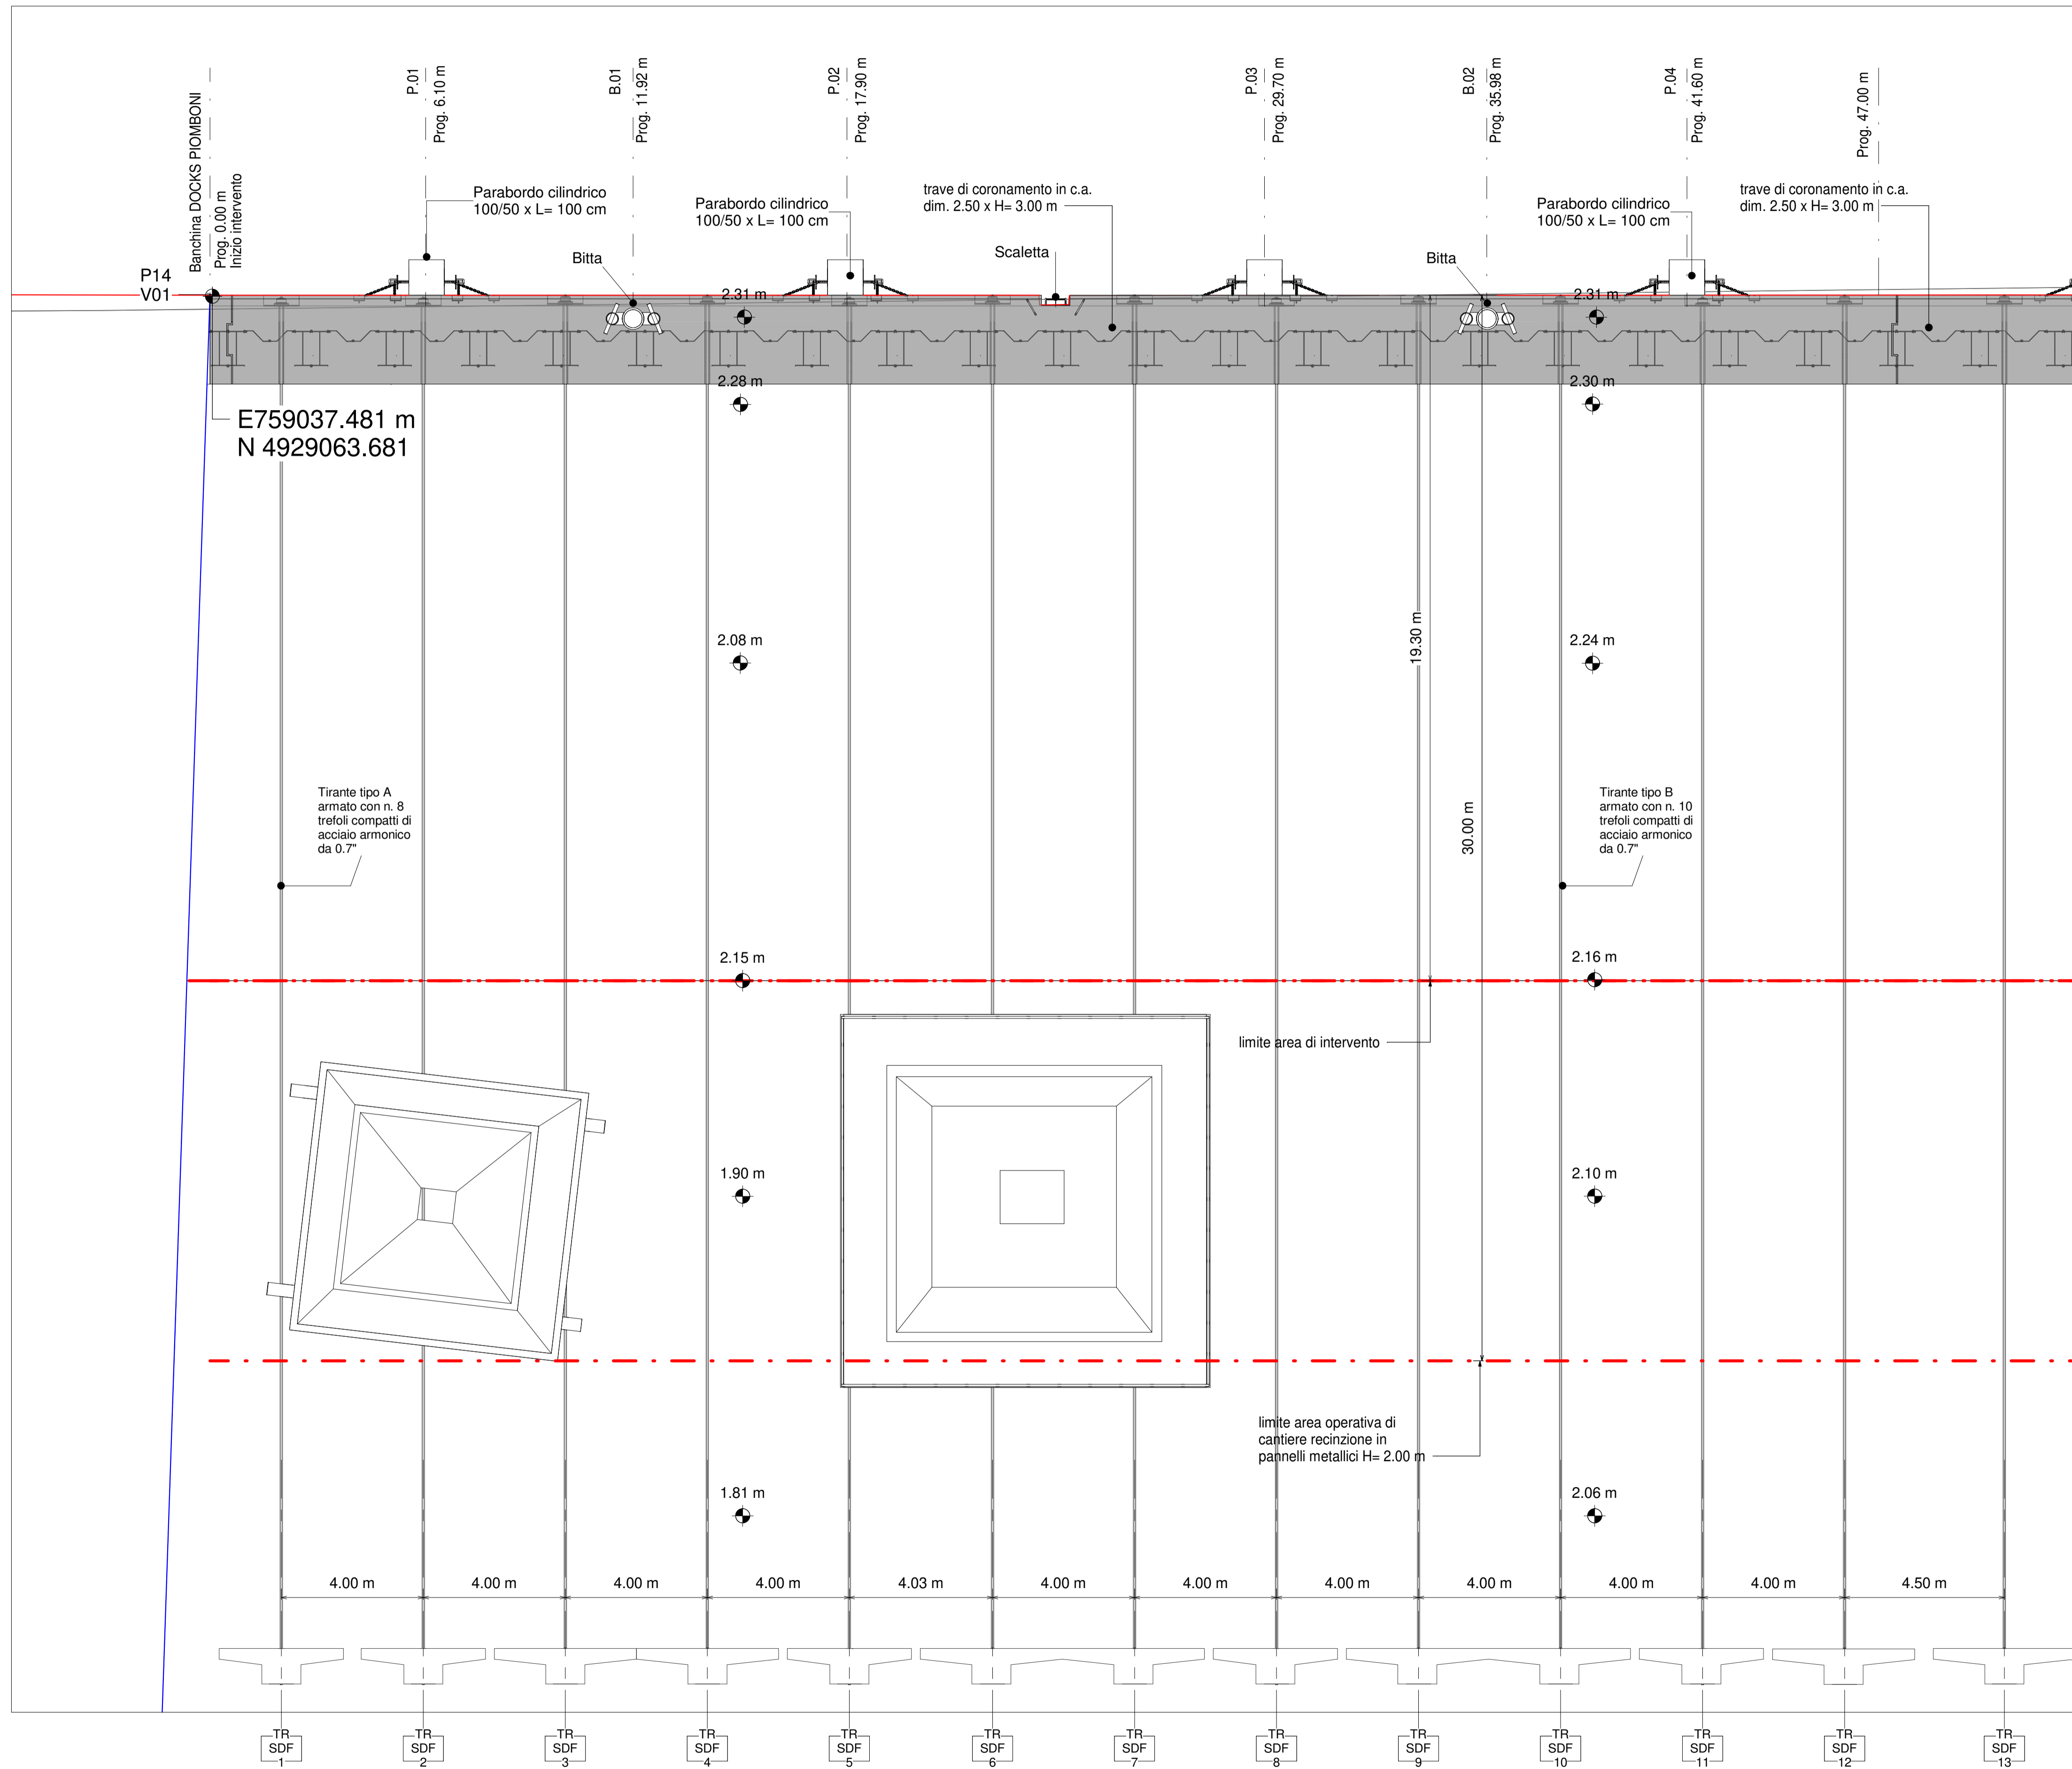 Banchina DOCKS PIOMBONI
Prog. 0.00 m
Inizio intervento
P.01
Prog. 6.10 m
B.01
Prog. 11.92 m
P.02
Prog. 17.90 m
P.03
Prog. 29.70 m
B.02
Prog. 35.98 m
P.04
Prog. 41.60 m
Prog. 47.00 m
Parabordo cilindrico
100/50 x L= 100 cm
Parabordo cilindrico
100/50 x L= 100 cm
trave di coronamento in c.a.
dim. 2.50 x H= 3.00 m
Parabordo cilindrico
100/50 x L= 100 cm
trave di coronamento in c.a.
dim. 2.50 x H= 3.00 m
Bitta
Scaletta
Bitta
P14
V01
2.31 m
2.31 m
2.28 m
2.30 m
E759037.481 m
N 4929063.681
2.08 m
19.30 m
2.24 m
Tirante tipo A
armato con n. 8
trefoli compatti di
acciaio armonico
da 0.7"
30.00 m
Tirante tipo B
armato con n. 10
trefoli compatti di
acciaio armonico
da 0.7"
2.15 m
2.16 m
limite area di intervento
1.90 m
2.10 m
limite area operativa di
cantiere recinzione in
pannelli metallici H= 2.00 m
1.81 m
2.06 m
4.00 m
4.00 m
4.00 m
4.00 m
4.03 m
4.00 m
4.00 m
4.00 m
4.00 m
4.00 m
4.00 m
4.50 m
TR
SDF
1
TR
SDF
2
TR
SDF
3
TR
SDF
4
TR
SDF
5
TR
SDF
6
TR
SDF
7
TR
SDF
8
TR
SDF
9
TR
SDF
10
TR
SDF
11
TR
SDF
12
TR
SDF
13